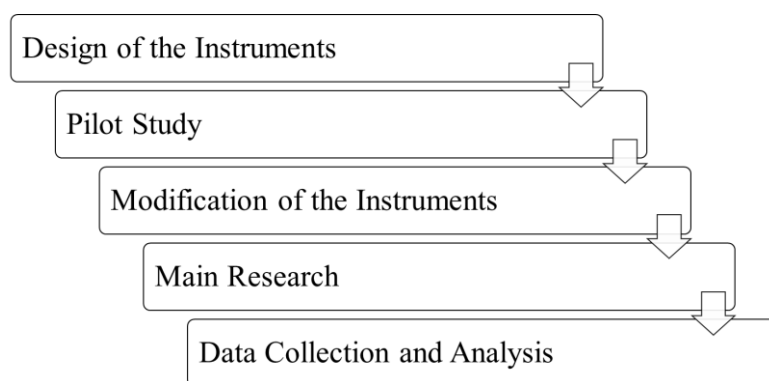 Design of the Instruments
Pilot Study
Modification of the Instruments
Main Research
Data Collection and Analysis